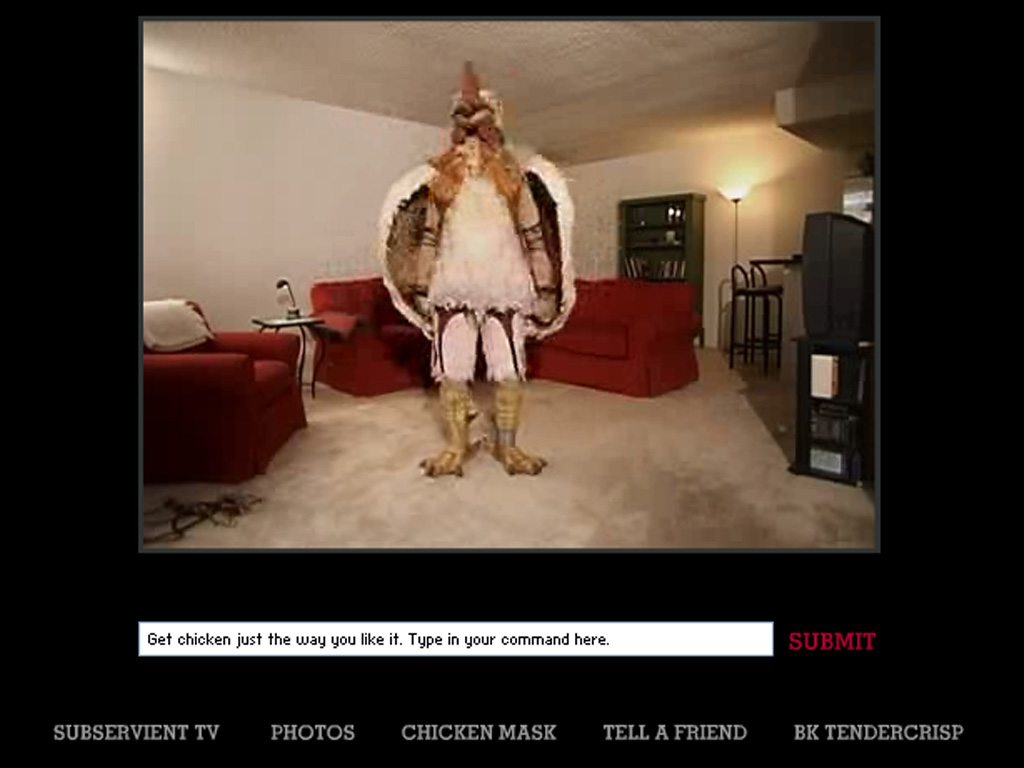 Get chicken just the way you like it. Type in your command here.
SUBMIT
SUBSERVIENT TV
PHOTOS
CHICKEN MASK
TELL A FRIEND
BK TENDERCRISP